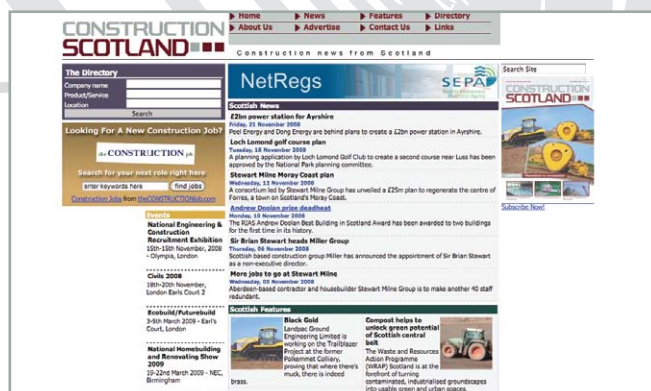 CONSTRUCTION
SCOTLAND
Home News Features Directory
About Us Advertise Contact Us Links
Construction news from Scotland
The Directory
Company name
Product/Service
Location
Search
Looking For A New Construction Job?
the CONSTRUCTION job
Search for your next role right here
enter keywords here find jobs
Construction Jobs from theCONSTRUCTIONjob.com
Events
National Engineering &
Construction
Recruitment Exhibition
15th-16th November, 2008
- Olympia, London
Civils 2008
18th-20th November,
London Earls Court 2
Ecobuild/Futurebuild
3-5th March 2009 - Earl's
Court, London
National Homebuilding
and Renovating Show
2009
19-22nd March 2009 - NEC,
Birmingham
NetRegs
SEPA
Scottish News
£2bn power station for Ayrshire
Friday, 21 November 2008
Peel Energy and Dong Energy are behind plans to create a £2bn power station in Ayrshire.
Loch Lomond golf course plan
Tuesday, 18 November 2008
A planning application by Loch Lomond Golf Club to create a second course near Luss has been
approved by the National Park planning committee.
Stewart Milne Moray Coast plan
Wednesday, 12 November 2008
A consortium led by Stewart Milne Group has unveiled a £25m plan to regenerate the centre of
Forres, a town on Scotland's Moray Coast.
Andrew Doolan prize deadheat
Monday, 10 November 2008
The RIAS Andrew Doolan Best Building in Scotland Award has been awarded to two buildings
for the first time in its history.
Sir Brian Stewart heads Miller Group
Thursday, 06 November 2008
Scottish based construction group Miller has announced the appointment of Sir Brian Stewart
as a non-executive director.
More jobs to go at Stewart Milne
Wednesday, 05 November 2008
Aberdeen-based contractor and housebuilder Stewart Milne Group is to make another 40 staff
redundant.
Scottish Features
Black Gold
Landpac Ground
Engineering Limited is
working on the Trailblazer
Project at the former
Polkemmet Colliery,
proving that where there's
muck, there is indeed
brass.
Compost helps to
unlock green potential
of Scottish central
belt
The Waste and Resources
Action Programme
(WRAP) Scotland is at the
forefront of turning
contaminated, industrialised groundscapes
into usable green and urban spaces.
Search Site
CONSTRUCTION
SCOTLAND
Subscribe Now!